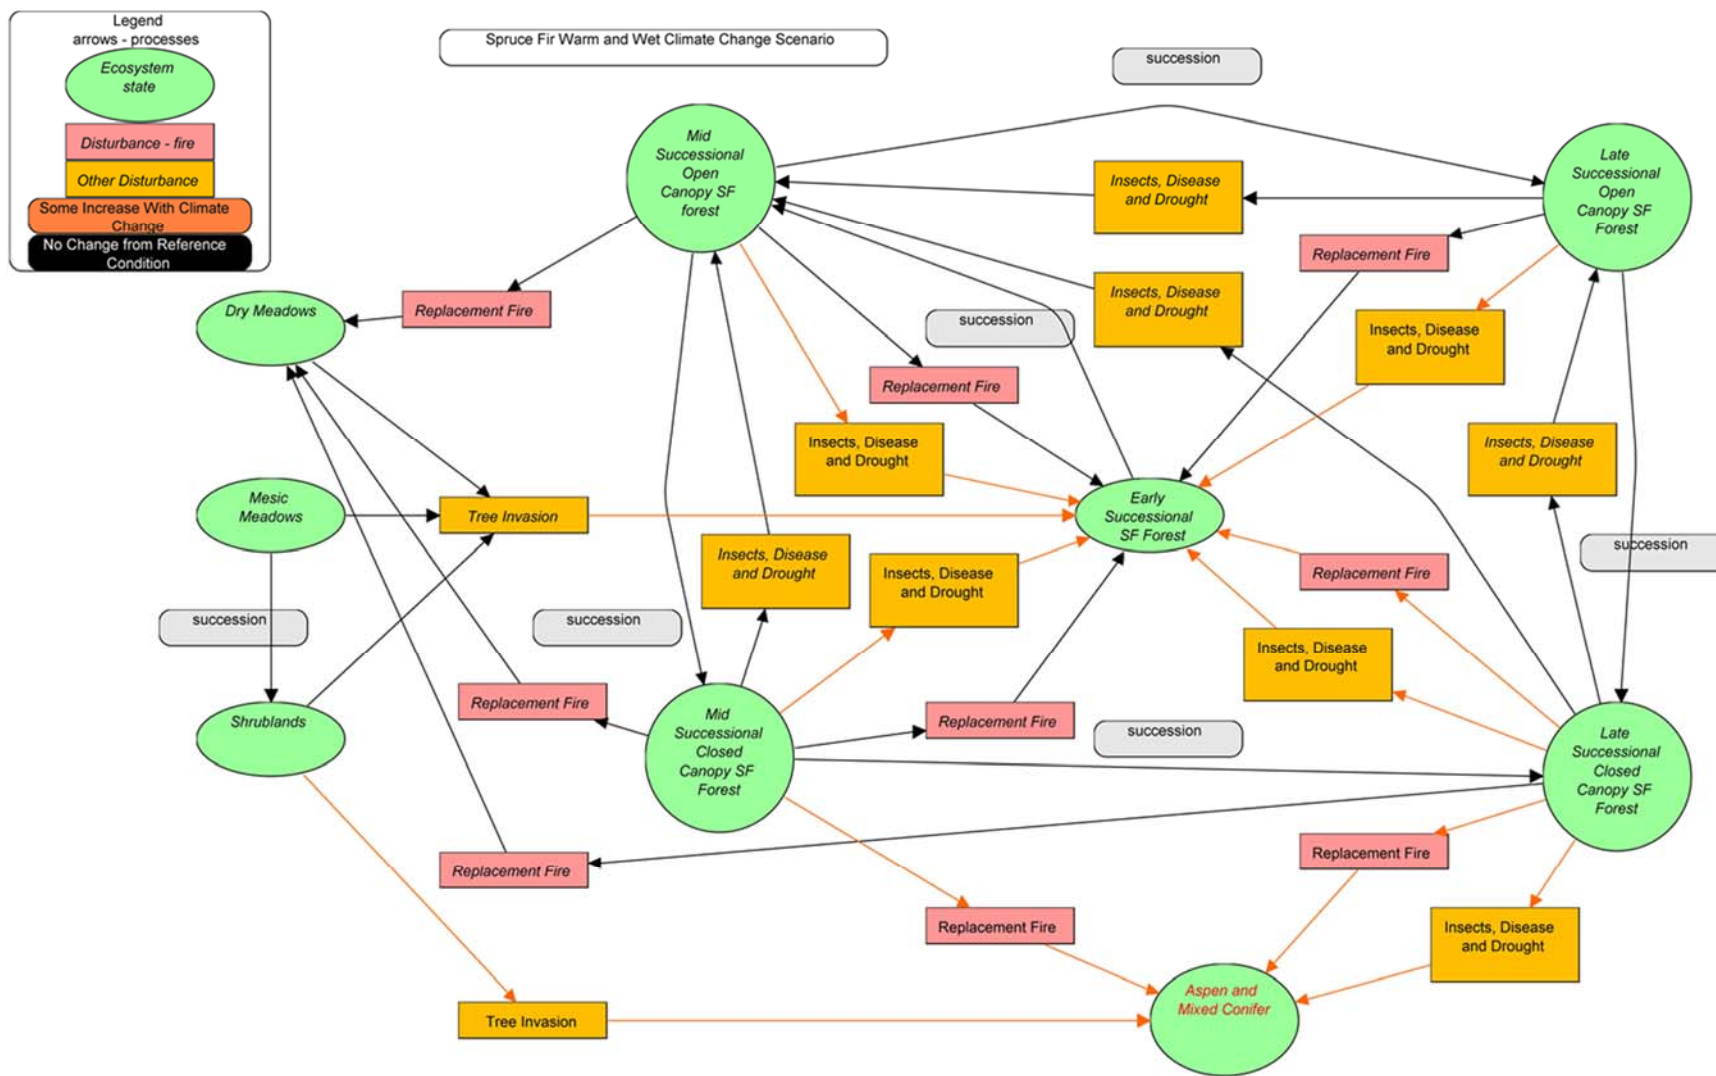 Legend
arrows - processes
Ecosystem
state
Disturbance - fire
Other Disturbance
Some Increase With Climate
Change
No Change from Reference
Condition
Spruce Fir Warm and Wet Climate Change Scenario
succession
Mid
Successional
Open
Canopy SF
forest
Late
Successional
Open
Canopy SF
Forest
Insects, Disease
and Drought
Replacement Fire
Insects, Disease
and Drought
Dry Meadows
Replacement Fire
succession
Insects, Disease
and Drought
Replacement Fire
Insects, Disease
and Drought
Insects, Disease
and Drought
Mesic
Meadows
Tree Invasion
Early
Successional
SF Forest
Insects, Disease
and Drought
Insects, Disease
and Drought
Replacement Fire
succession
succession
succession
Insects, Disease
and Drought
Shrublands
Replacement Fire
Mid
Successional
Closed
Canopy SF
Forest
Replacement Fire
succession
Late
Successional
Closed
Canopy SF
Forest
Replacement Fire
Replacement Fire
Replacement Fire
Insects, Disease
and Drought
Aspen and
Mixed Conifer
Tree Invasion